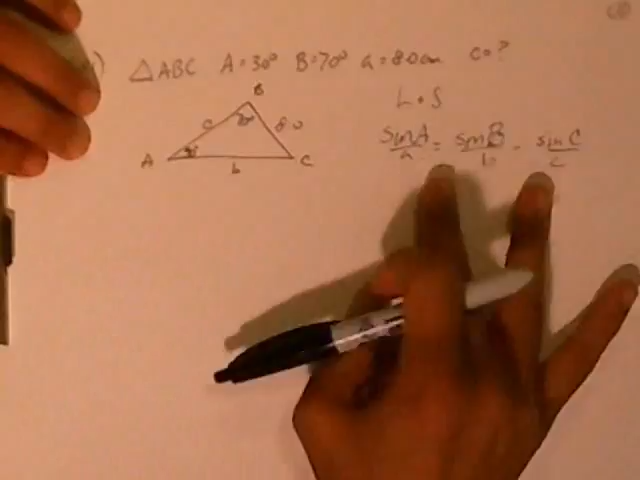 ) △ABC A=30° B=70° a=8.0cm c=?
L.S
sinA/a = sinB/b = sinC/c
B
c 70° 8.0
A 30° C
b